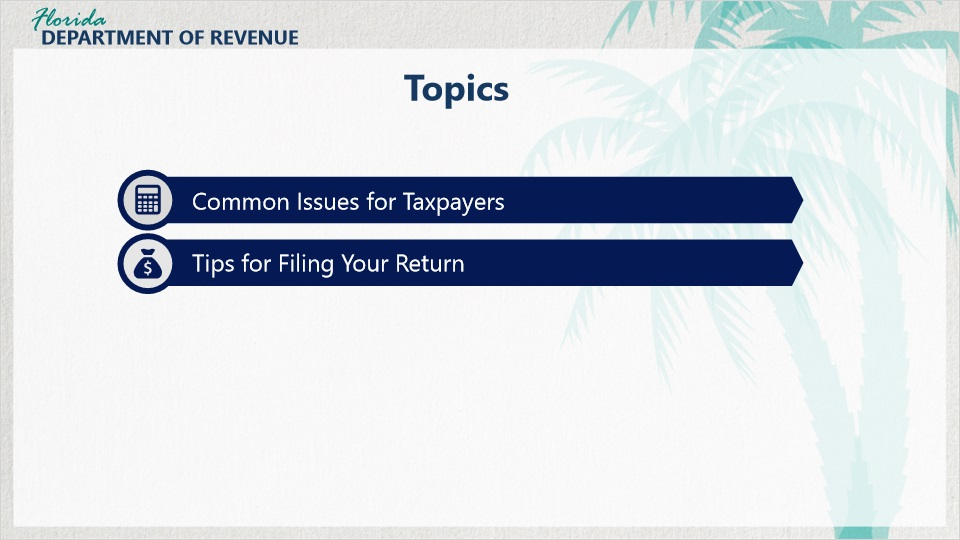 Florida
DEPARTMENT OF REVENUE
Topics
Common Issues for Taxpayers
Tips for Filing Your Return
$